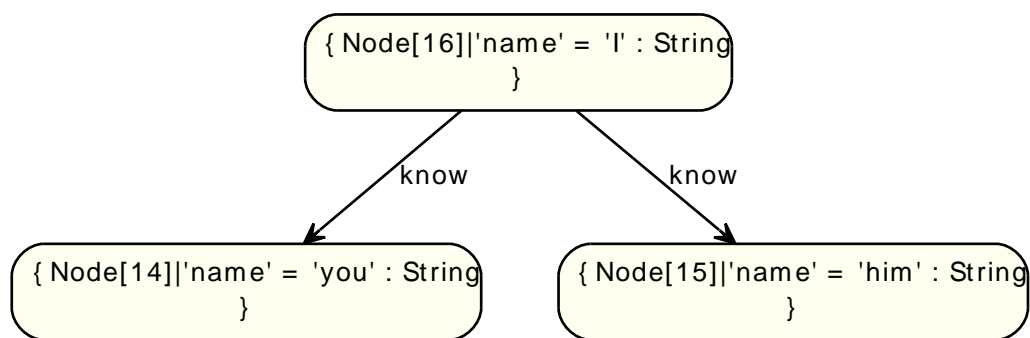 { Node[16]|'name' = 'I' : String
}
know
know
{ Node[14]|'name' = 'you' : String
}
{ Node[15]|'name' = 'him' : String
}